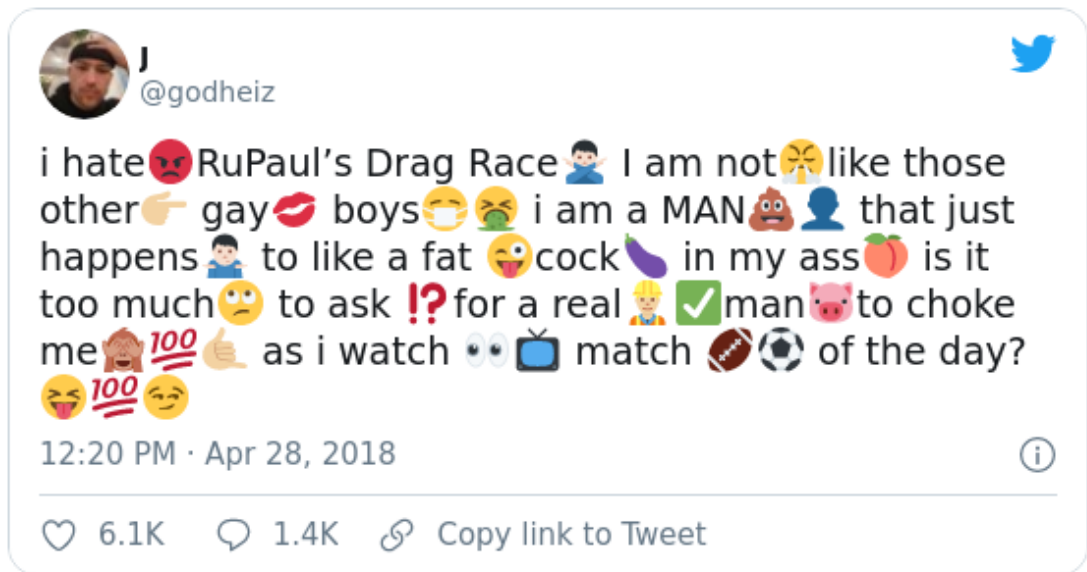 J
@godheiz
i hate😡RuPaul’s Drag Race🙅🏻‍♂️ I am not😤like those
other👉🏼 gay💋 boys😷🤮 i am a MAN💩👤 that just
happens🤷🏻‍♂️ to like a fat 😜cock🍆 in my ass🍑 is it
too much🙄 to ask ⁉️for a real👷🏼✅man🐷to choke
me🙈💯🤙🏼 as i watch 👀📺 match 🏈⚽ of the day?
😝💯😏
12:20 PM · Apr 28, 2018
6.1K 1.4K Copy link to Tweet